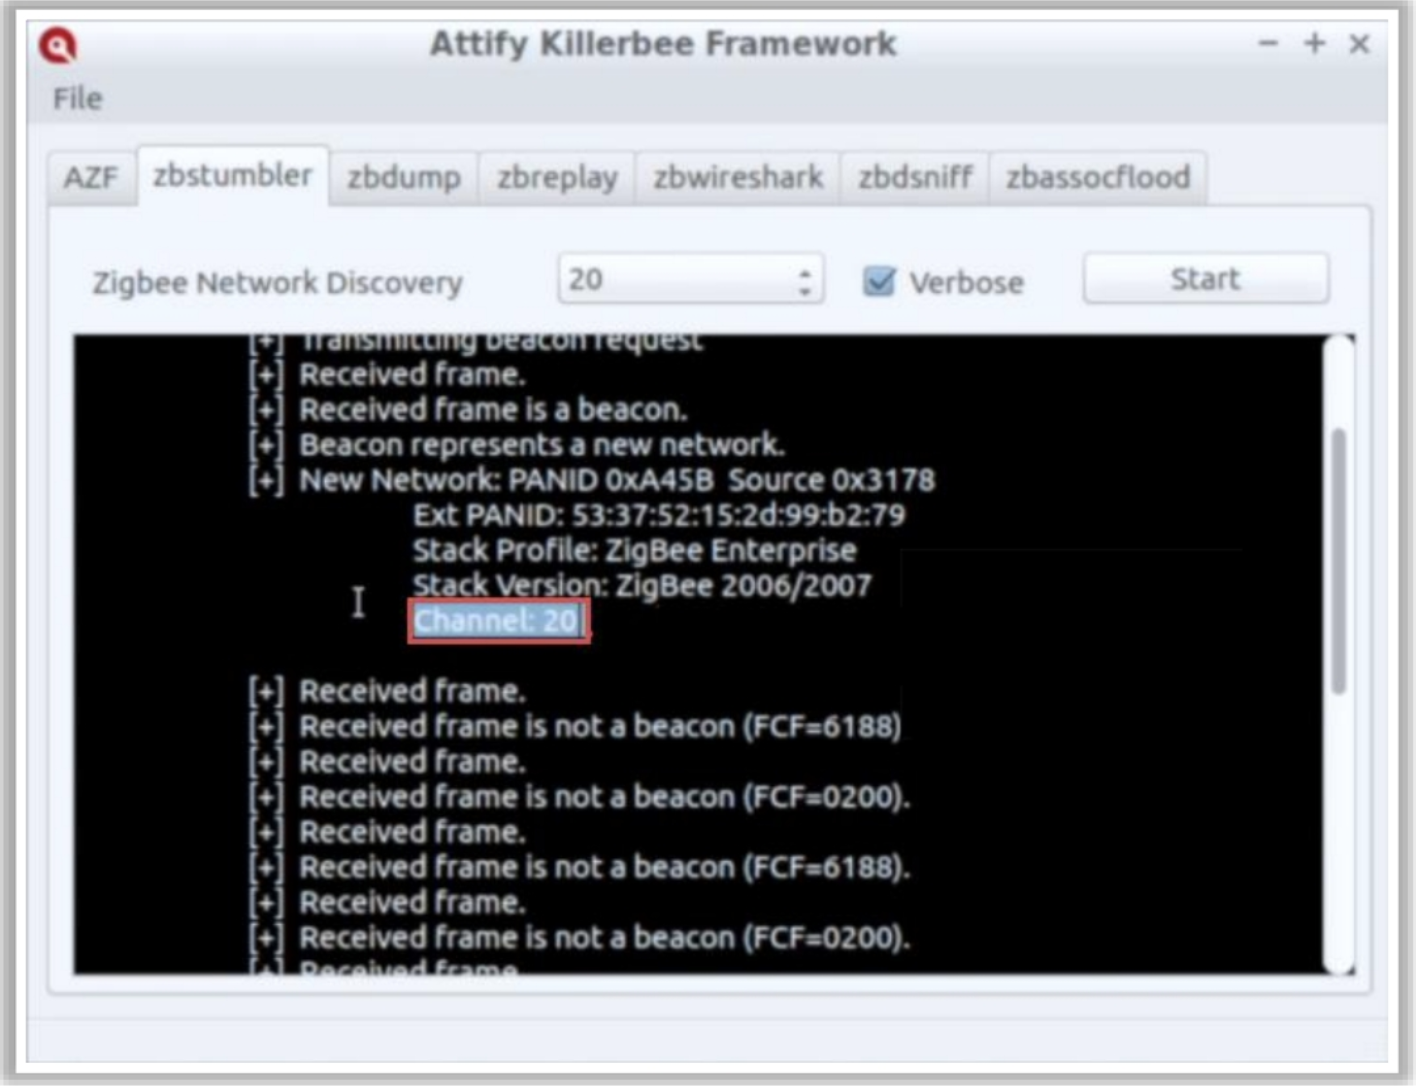 Attify Killerbee Framework
File
AZF zbstumbler zbdump zbreplay zbwireshark zbdsniff zbassocflood
Zigbee Network Discovery 20 Verbose Start
[+] Transmitting beacon request
[+] Received frame.
[+] Received frame is a beacon.
[+] Beacon represents a new network.
[+] New Network: PANID 0xA45B Source 0x3178
Ext PANID: 53:37:52:15:2d:99:b2:79
Stack Profile: ZigBee Enterprise
Stack Version: ZigBee 2006/2007
Channel: 20
[+] Received frame.
[+] Received frame is not a beacon (FCF=6188)
[+] Received frame.
[+] Received frame is not a beacon (FCF=0200).
[+] Received frame.
[+] Received frame is not a beacon (FCF=6188).
[+] Received frame.
[+] Received frame is not a beacon (FCF=0200).
[+] Received frame.